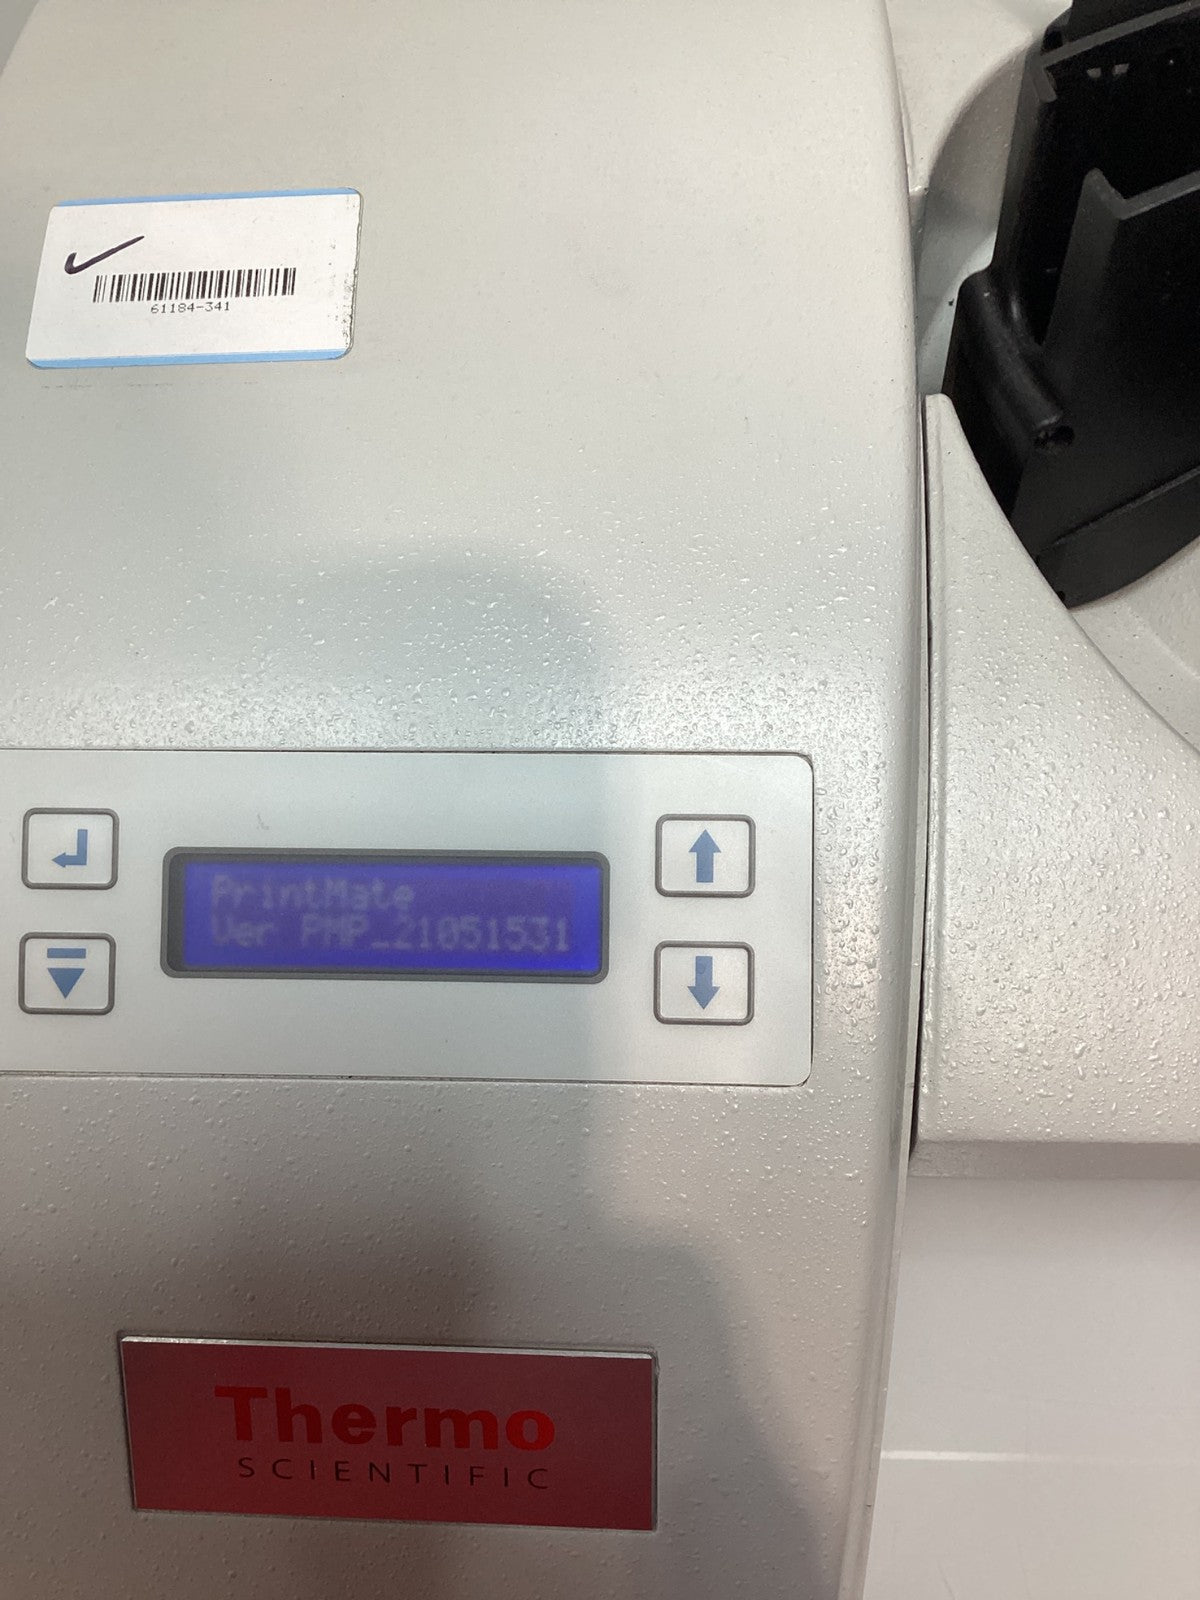 61184-341
PrintMate
Ver PMP_21051531
Thermo
SCIENTIFIC